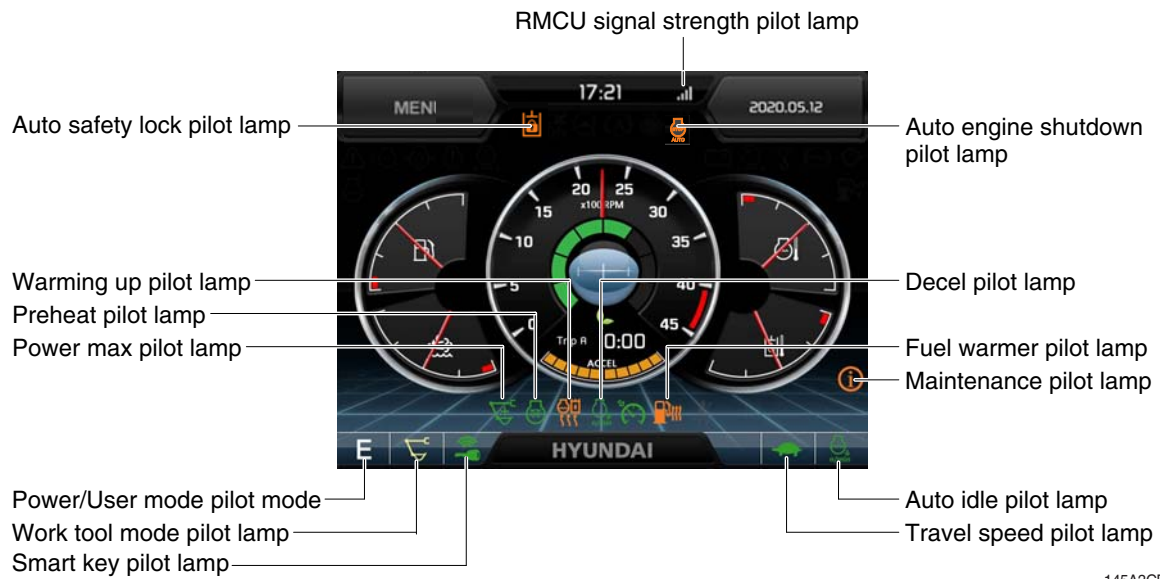 RMCU signal strength pilot lamp
17:21
MENU
2020.05.12
Auto safety lock pilot lamp
Auto engine shutdown
pilot lamp
AUTO
20 25
x100RPM
15 30
10 35
Warming up pilot lamp
Decel pilot lamp
5 40
Preheat pilot lamp
0 45
Trip A 0:00
Power max pilot lamp
ACCEL
Fuel warmer pilot lamp
Maintenance pilot lamp
E
HYUNDAI
Power/User mode pilot mode
Auto idle pilot lamp
Work tool mode pilot lamp
Travel speed pilot lamp
Smart key pilot lamp